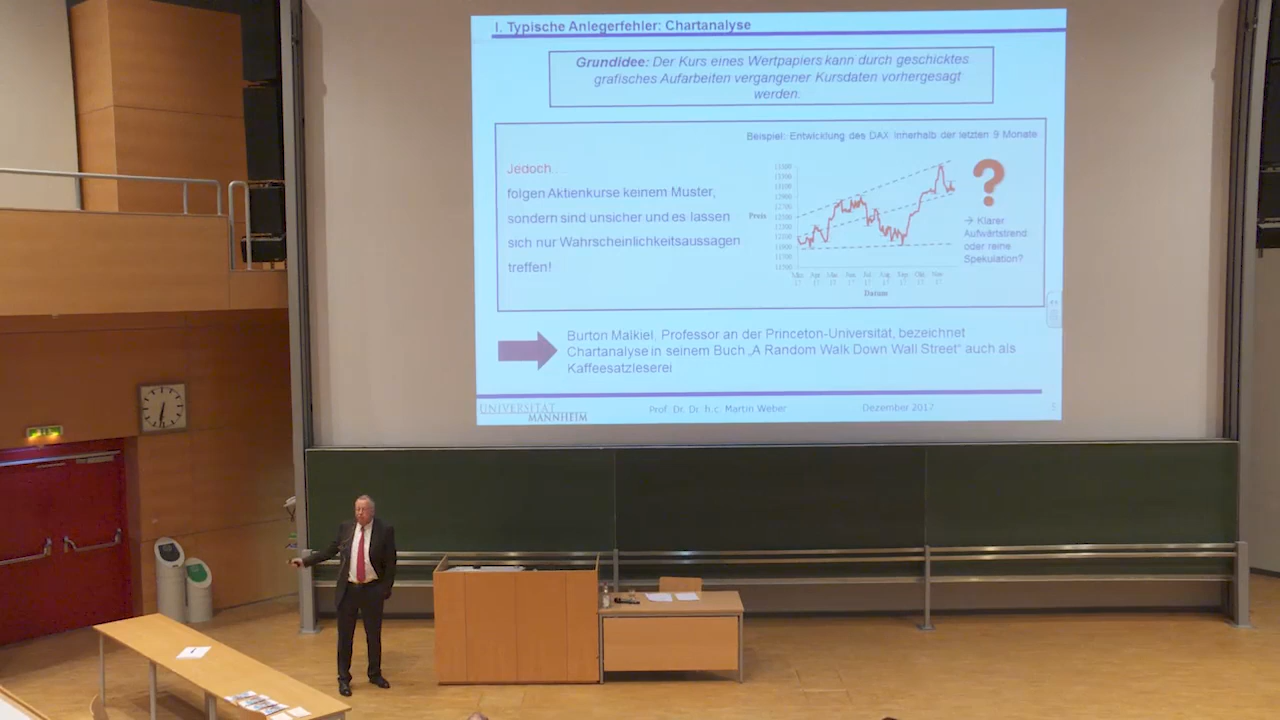 I. Typische Anlegerfehler: Chartanalyse
Grundidee: Der Kurs eines Wertpapiers kann durch geschicktes
grafisches Aufarbeiten vergangener Kursdaten vorhergesagt
werden.
Beispiel: Entwicklung des DAX innerhalb der letzten 9 Monate
Jedoch...
folgen Aktienkurse keinem Muster,
sondern sind unsicher und es lassen
sich nur Wahrscheinlichkeitsaussagen
treffen!
Preis
Datum
?
→ Klarer
Aufwärtstrend
oder reine
Spekulation?
Burton Malkiel, Professor an der Princeton-Universität, bezeichnet
Chartanalyse in seinem Buch „A Random Walk Down Wall Street“ auch als
Kaffeesatzleserei
UNIVERSITÄT
MANNHEIM
Prof. Dr. Dr. h.c. Martin Weber
Dezember 2017
5